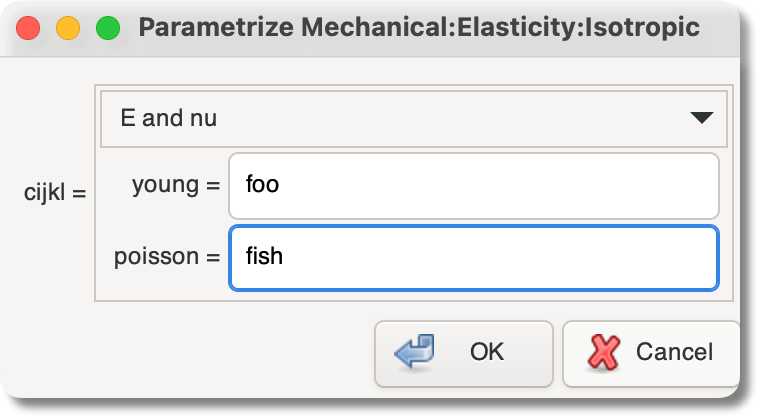 Parametrize Mechanical:Elasticity:Isotropic
E and nu
cijkl =
young = foo
poisson = fish
OK Cancel